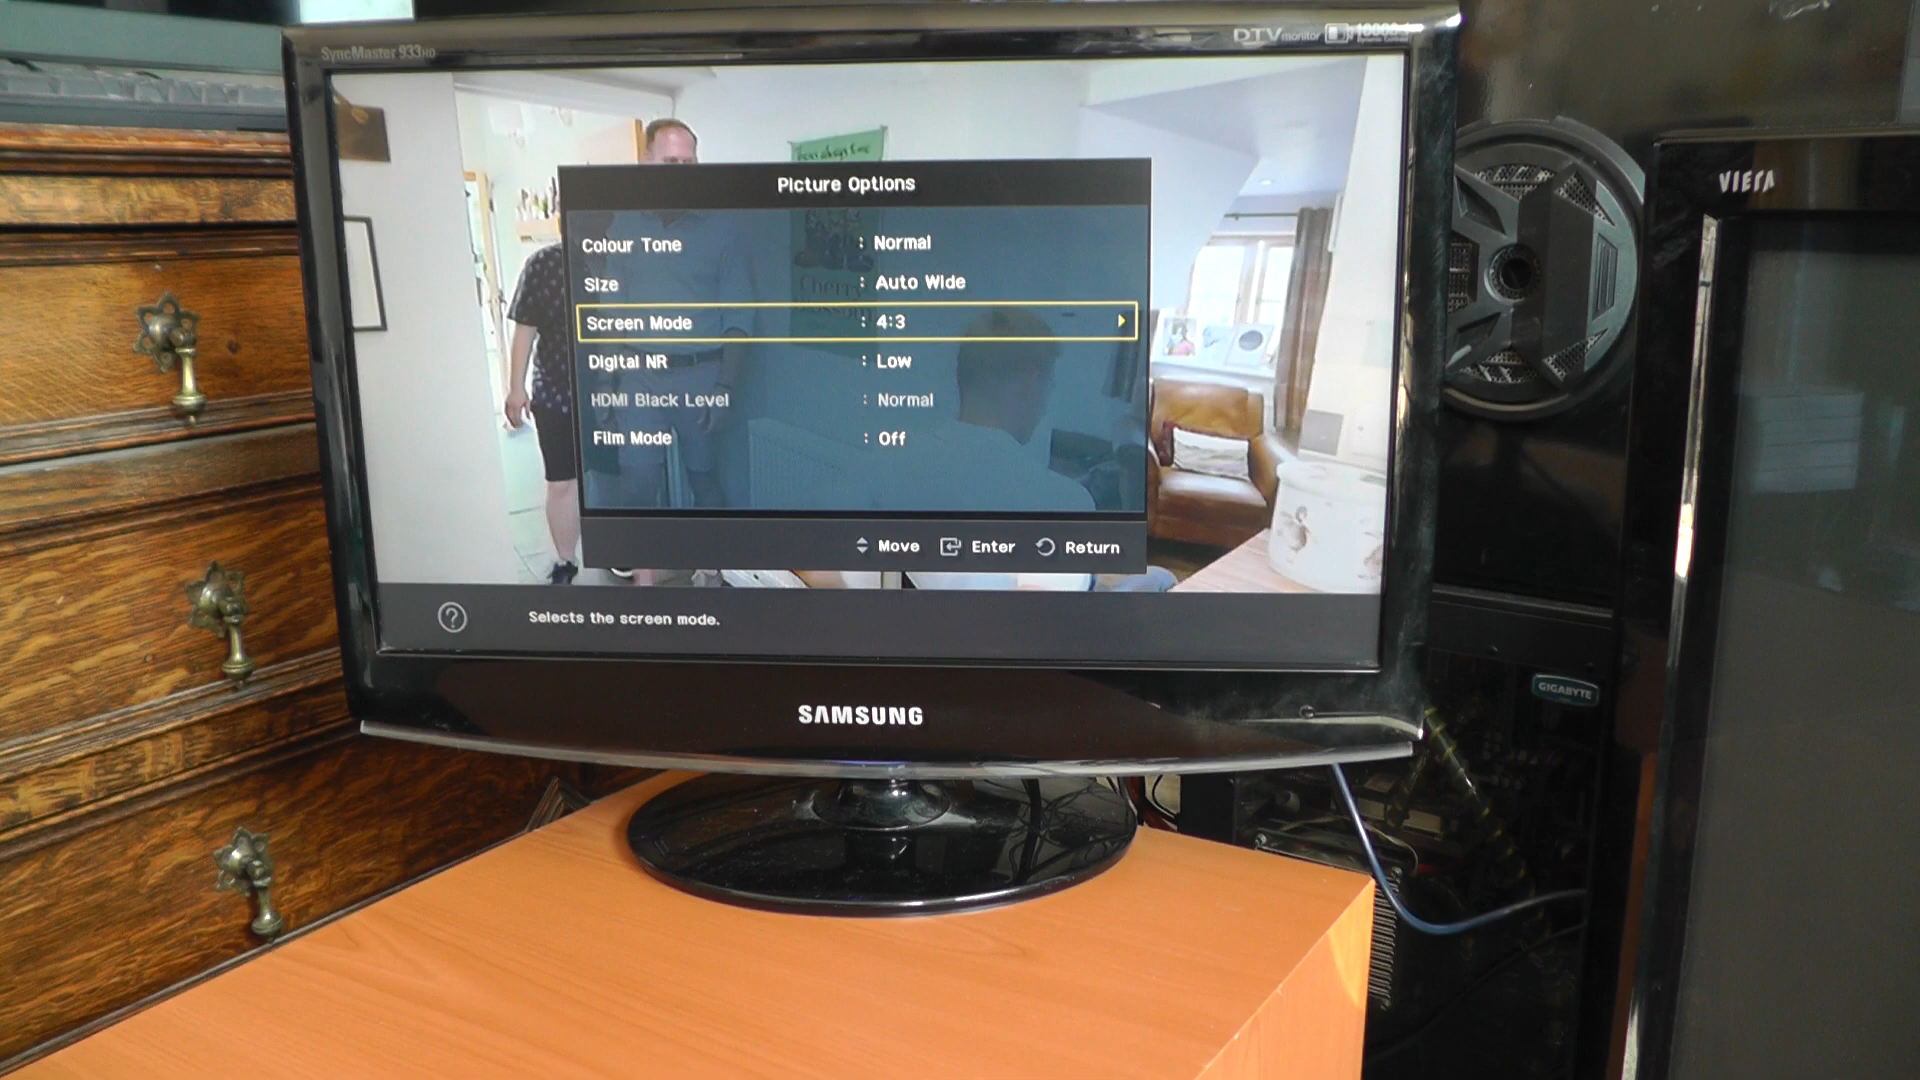 SyncMaster 933HD
DTV monitor
Picture Options
Colour Tone : Normal
Size : Auto Wide
Screen Mode : 4:3
Digital NR : Low
HDMI Black Level : Normal
Film Mode : Off
Move Enter Return
? Selects the screen mode.
SAMSUNG
VIERA
GIGABYTE
Cherry